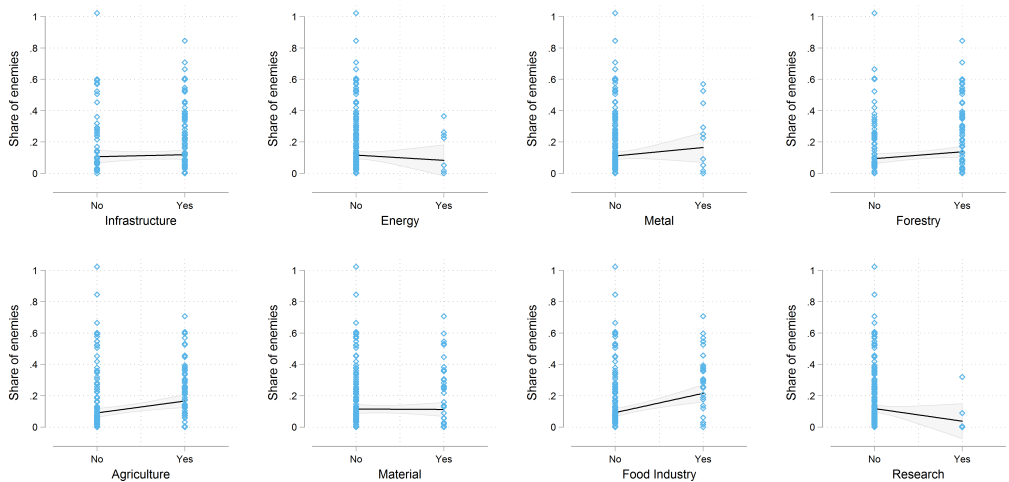 Share of enemies
1
.8
.6
.4
.2
0
No Yes
Infrastructure
Share of enemies
1
.8
.6
.4
.2
0
No Yes
Energy
Share of enemies
1
.8
.6
.4
.2
0
No Yes
Metal
Share of enemies
1
.8
.6
.4
.2
0
No Yes
Forestry
Share of enemies
1
.8
.6
.4
.2
0
No Yes
Agriculture
Share of enemies
1
.8
.6
.4
.2
0
No Yes
Material
Share of enemies
1
.8
.6
.4
.2
0
No Yes
Food Industry
Share of enemies
1
.8
.6
.4
.2
0
No Yes
Research